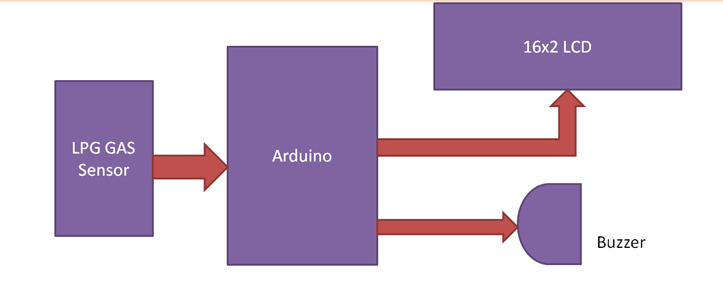 16x2 LCD
LPG GAS
Sensor
Arduino
Buzzer